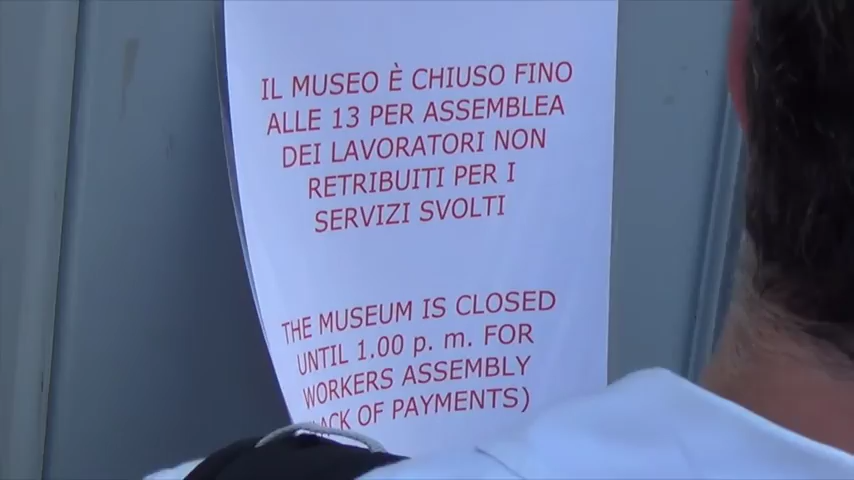 IL MUSEO È CHIUSO FINO
ALLE 13 PER ASSEMBLEA
DEI LAVORATORI NON
RETRIBUITI PER I
SERVIZI SVOLTI
THE MUSEUM IS CLOSED
UNTIL 1.00 p. m. FOR
WORKERS ASSEMBLY
OF PAYMENTS)